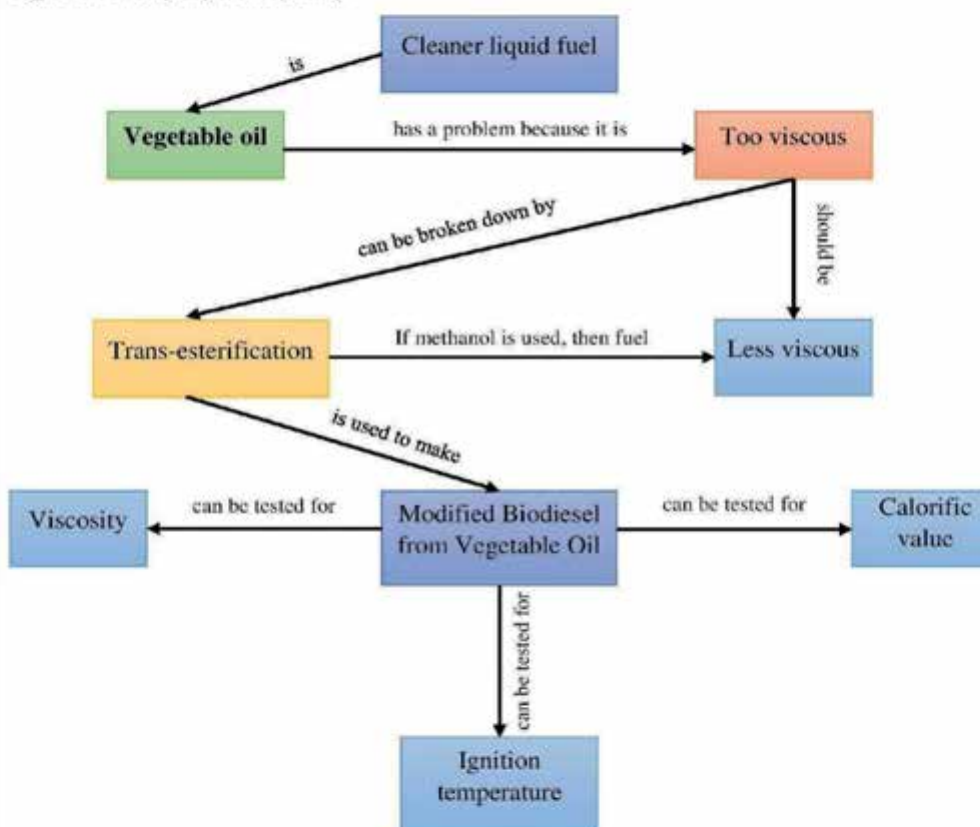 Cleaner liquid fuel
is
Vegetable oil
has a problem because it is
Too viscous
can be broken down by
should be
Trans-esterification
If methanol is used, then fuel
Less viscous
is used to make
Viscosity
can be tested for
Modified Biodiesel
from Vegetable Oil
can be tested for
Calorific
value
can be tested for
Ignition
temperature